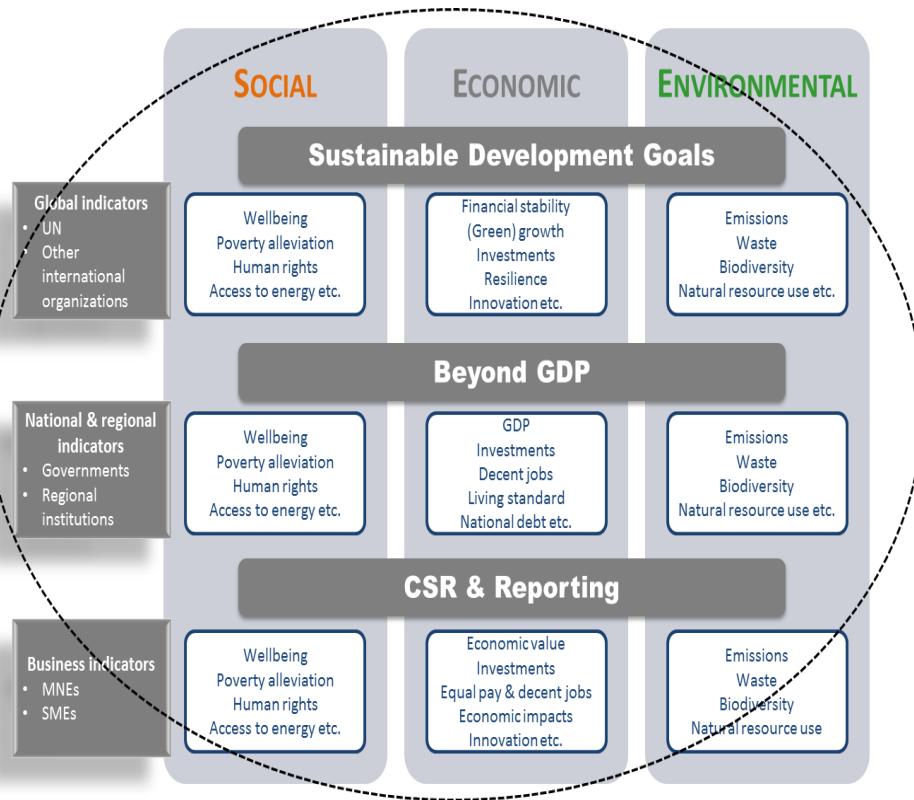 SOCIAL
ECONOMIC
ENVIRONMENTAL
Sustainable Development Goals
Global indicators
• UN
• Other
international
organizations
Wellbeing
Poverty alleviation
Human rights
Access to energy etc.
Financial stability
(Green) growth
Investments
Resilience
Innovation etc.
Emissions
Waste
Biodiversity
Natural resource use etc.
Beyond GDP
National & regional
indicators
• Governments
• Regional
institutions
Wellbeing
Poverty alleviation
Human rights
Access to energy etc.
GDP
Investments
Decent jobs
Living standard
National debt etc.
Emissions
Waste
Biodiversity
Natural resource use etc.
CSR & Reporting
Business indicators
• MNEs
• SMEs
Wellbeing
Poverty alleviation
Human rights
Access to energy etc.
Economic value
Investments
Equal pay & decent jobs
Economic impacts
Innovation etc.
Emissions
Waste
Biodiversity
Natural resource use